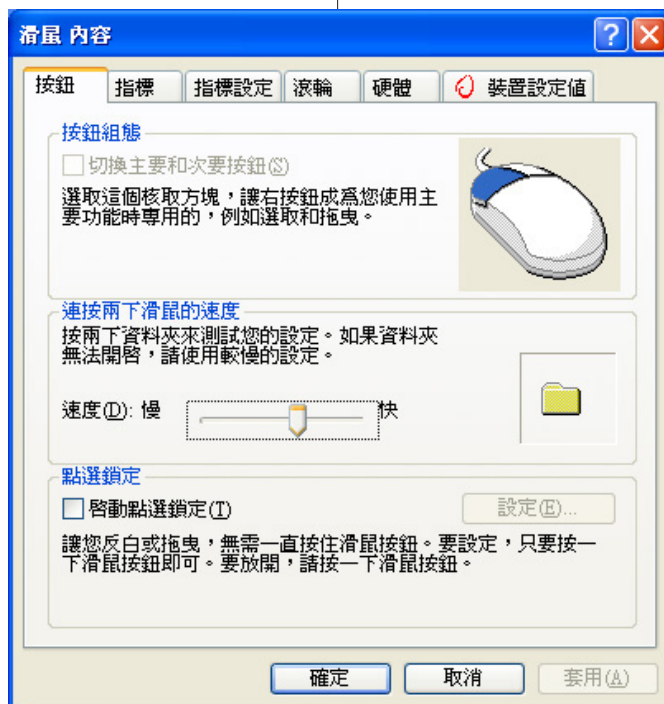 滑鼠 內容
按鈕 指標 指標設定 滾輪 硬體 裝置設定值
按鈕組態
切換主要和次要按鈕(S)
選取這個核取方塊，讓右按鈕成爲您使用主
要功能時專用的，例如選取和拖曳。
連按兩下滑鼠的速度
按兩下資料夾來測試您的設定。如果資料夾
無法開啓，請使用較慢的設定。
速度(D): 慢 快
點選鎖定
啓動點選鎖定(T) 設定(E)...
讓您反白或拖曳，無需一直按住滑鼠按鈕。要設定，只要按一
下滑鼠按鈕即可。要放開，請按一下滑鼠按鈕。
確定 取消 套用(A)